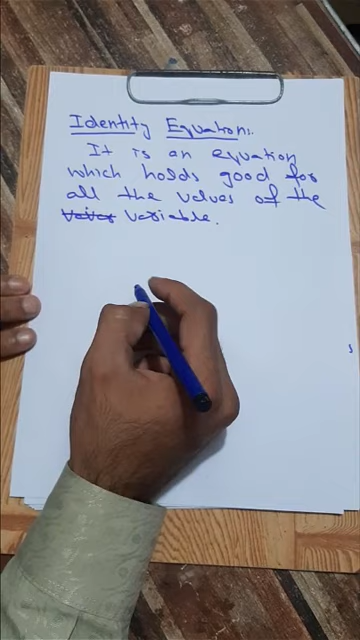 Identity Equation:.
It is an equation
which holds good for
all the values of the
variable.